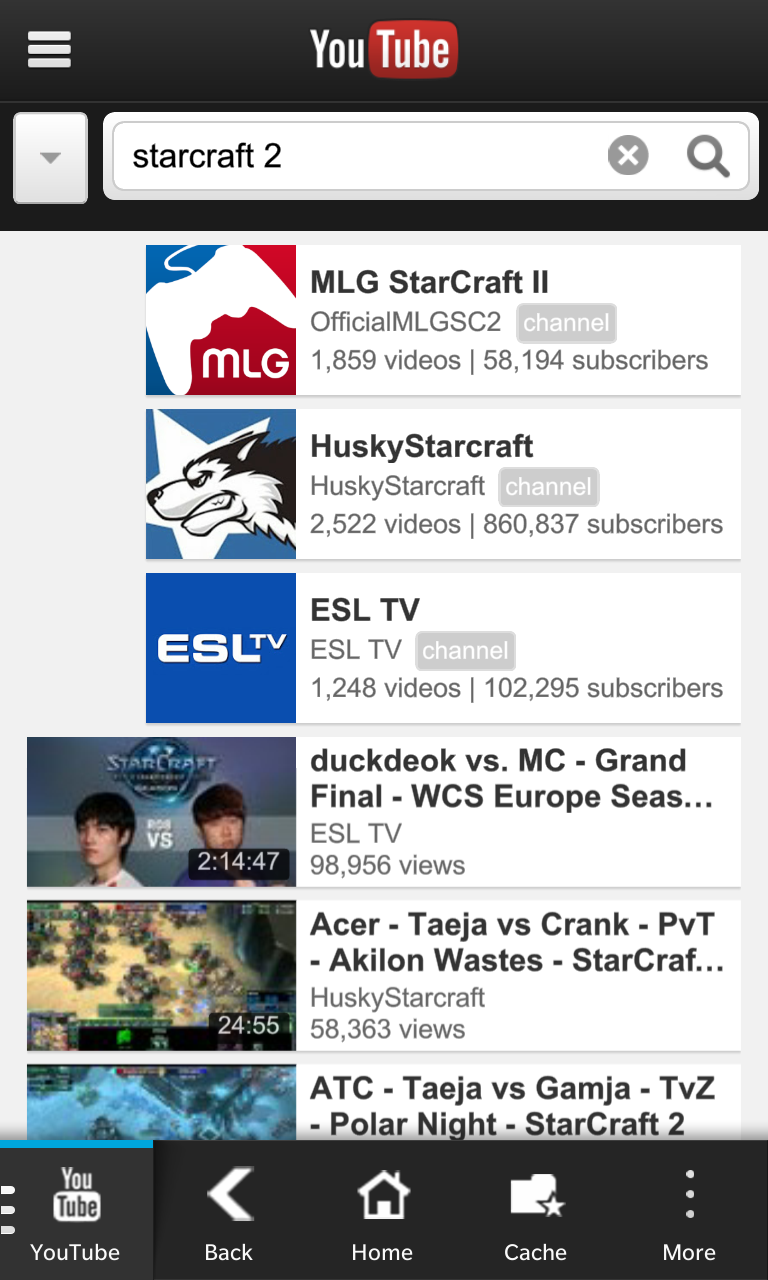 YouTube
starcraft 2
MLG
MLG StarCraft II
OfficialMLGSC2 channel
1,859 videos | 58,194 subscribers
HuskyStarcraft
HuskyStarcraft channel
2,522 videos | 860,837 subscribers
ESL TV
ESL TV
ESL TV channel
1,248 videos | 102,295 subscribers
STARCRAFT
VS
2:14:47
duckdeok vs. MC - Grand
Final - WCS Europe Seas...
ESL TV
98,956 views
24:55
Acer - Taeja vs Crank - PvT
- Akilon Wastes - StarCraf...
HuskyStarcraft
58,363 views
ATC - Taeja vs Gamja - TvZ
- Polar Night - StarCraft 2
You
Tube
YouTube
Back
Home
Cache
More